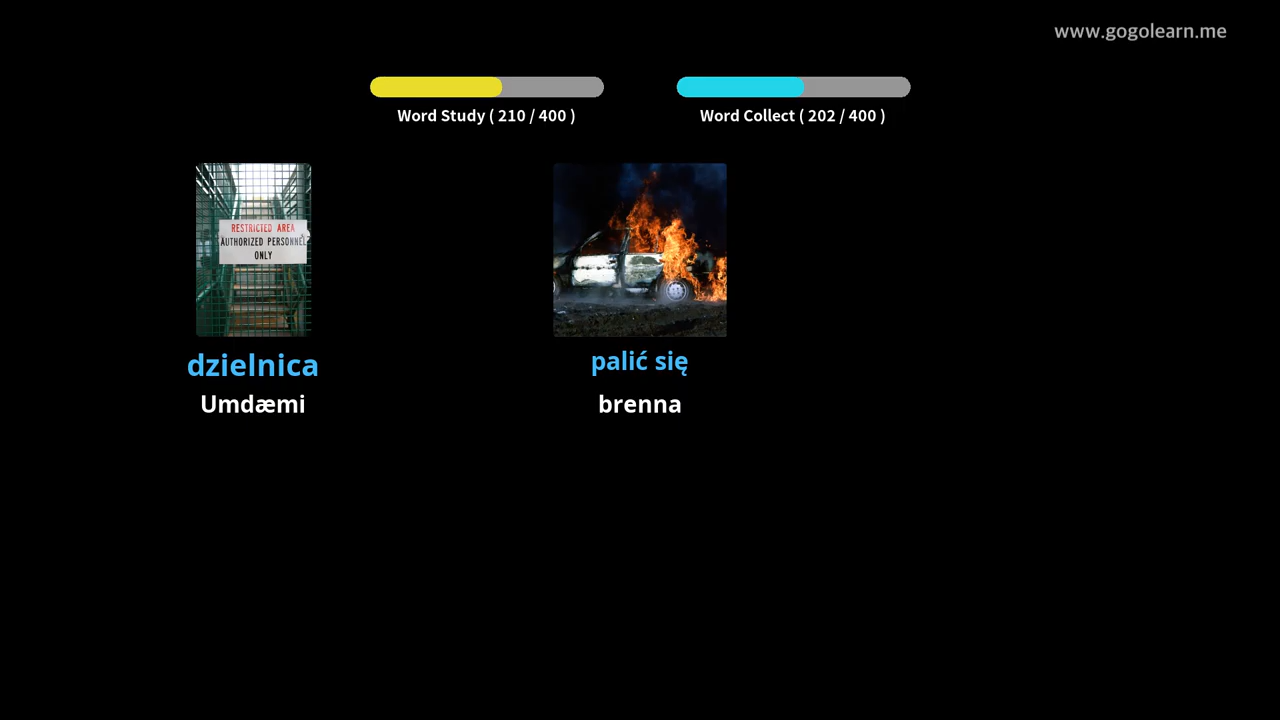 www.gogolearn.me
Word Study ( 210 / 400 )
Word Collect ( 202 / 400 )
RESTRICTED AREA
AUTHORIZED PERSONNEL
ONLY
dzielnica
Umdæmi
palić się
brenna